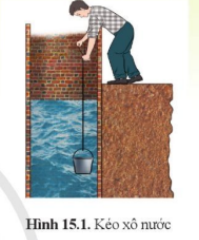 Hình 15.1. Kéo xô nước